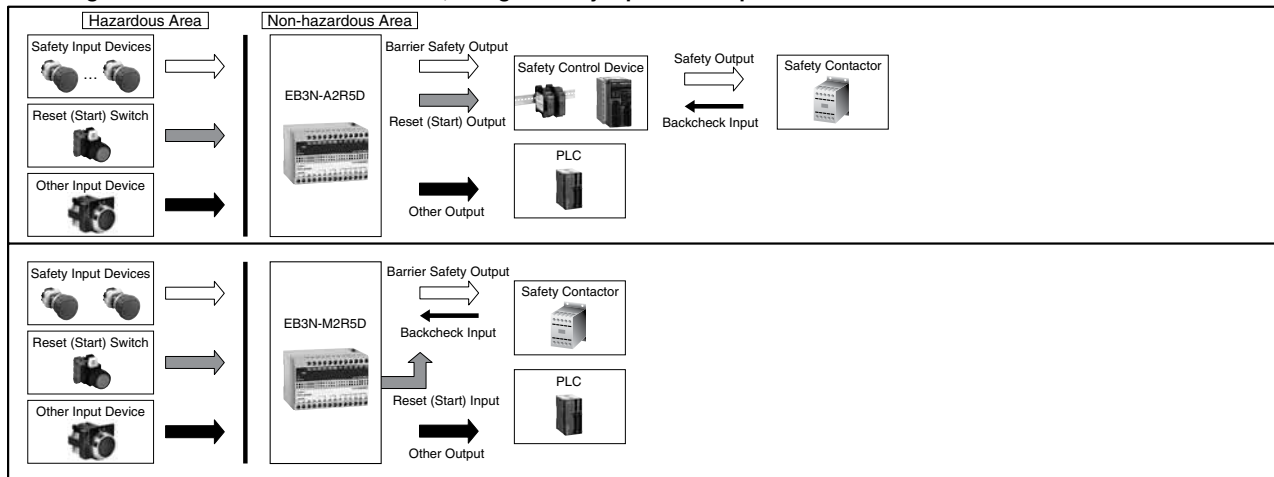 Hazardous Area
Non-hazardous Area
Safety Input Devices
...
Reset (Start) Switch
Other Input Device
EB3N-A2R5D
Barrier Safety Output
Reset (Start) Output
Other Output
Safety Control Device
PLC
Safety Output
Backcheck Input
Safety Contactor
Safety Input Devices
Reset (Start) Switch
Other Input Device
EB3N-M2R5D
Barrier Safety Output
Backcheck Input
Reset (Start) Input
Other Output
Safety Contactor
PLC